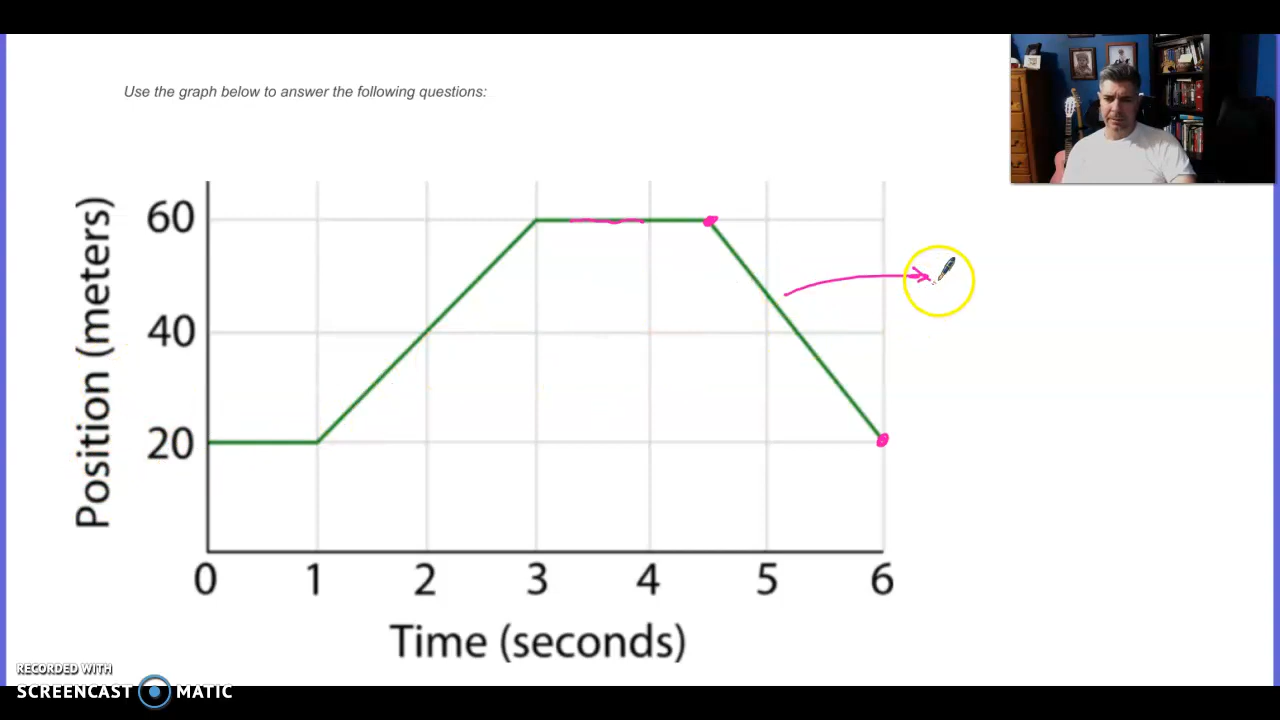 Use the graph below to answer the following questions:
Position (meters)
60
40
20
0 1 2 3 4 5 6
Time (seconds)
RECORDED WITH
SCREENCAST MATIC